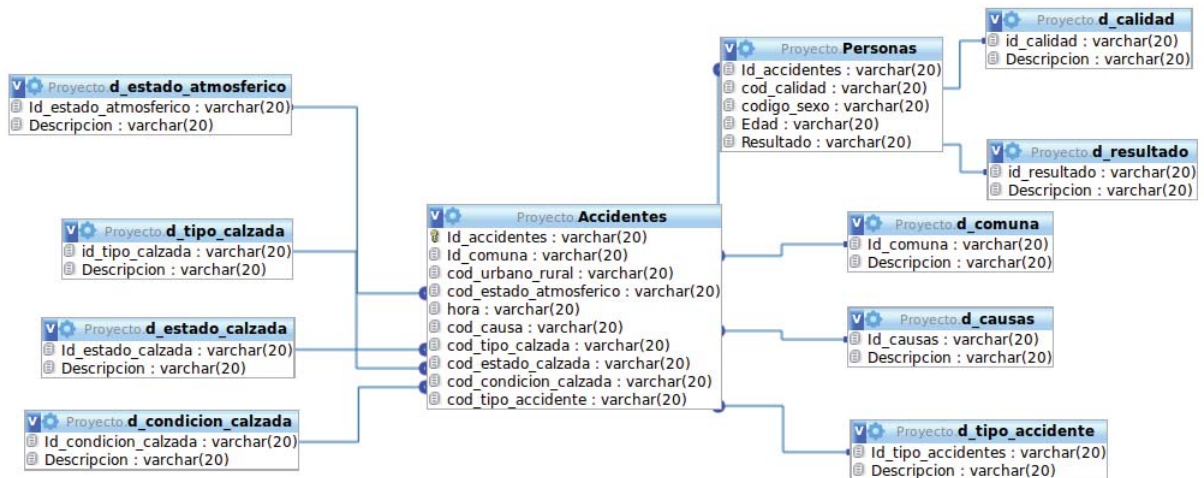 Proyecto.d_estado_atmosferico
Id_estado_atmosferico : varchar(20)
Descripcion : varchar(20)
Proyecto.d_tipo_calzada
id_tipo_calzada : varchar(20)
Descripcion : varchar(20)
Proyecto.d_estado_calzada
Id_estado_calzada : varchar(20)
Descripcion : varchar(20)
Proyecto.d_condicion_calzada
Id_condicion_calzada : varchar(20)
Descripcion : varchar(20)
Proyecto.Accidentes
Id_accidentes : varchar(20)
Id_comuna : varchar(20)
cod_urbano_rural : varchar(20)
cod_estado_atmosferico : varchar(20)
hora : varchar(20)
cod_causa : varchar(20)
cod_tipo_calzada : varchar(20)
cod_estado_calzada : varchar(20)
cod_condicion_calzada : varchar(20)
cod_tipo_accidente : varchar(20)
Proyecto.Personas
Id_accidentes : varchar(20)
cod_calidad : varchar(20)
codigo_sexo : varchar(20)
Edad : varchar(20)
Resultado : varchar(20)
Proyecto.d_calidad
id_calidad : varchar(20)
Descripcion : varchar(20)
Proyecto.d_resultado
id_resultado : varchar(20)
Descripcion : varchar(20)
Proyecto.d_comuna
Id_comuna : varchar(20)
Descripcion : varchar(20)
Proyecto.d_causas
Id_causas : varchar(20)
Descripcion : varchar(20)
Proyecto.d_tipo_accidente
Id_tipo_accidentes : varchar(20)
Descripcion : varchar(20)